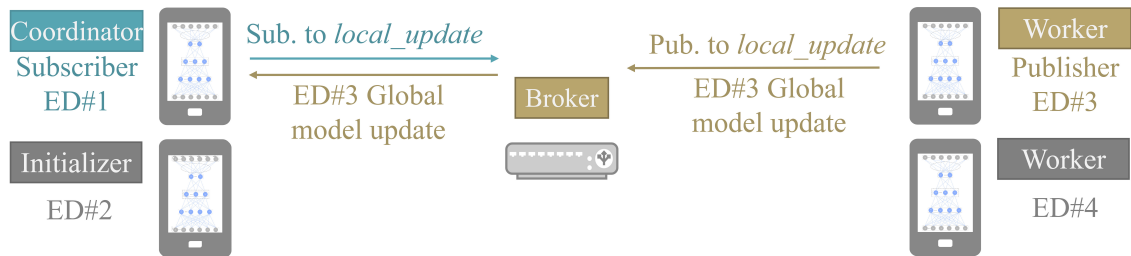 Coordinator
Subscriber
ED#1
Sub. to local_update
ED#3 Global
model update
Broker
Pub. to local_update
ED#3 Global
model update
Worker
Publisher
ED#3
Initializer
ED#2
Worker
ED#4